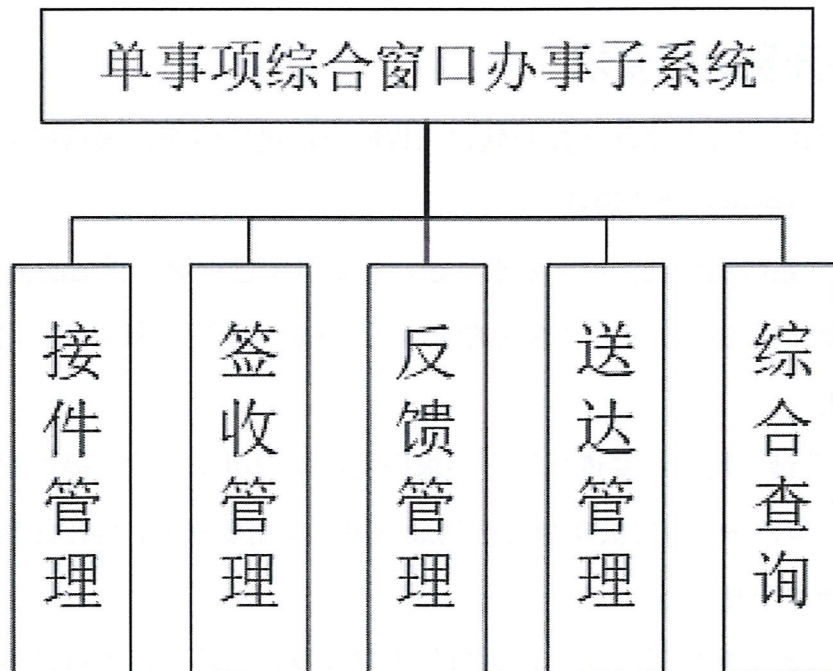 单事项综合窗口办事子系统
接件管理
签收管理
反馈管理
送达管理
综合查询